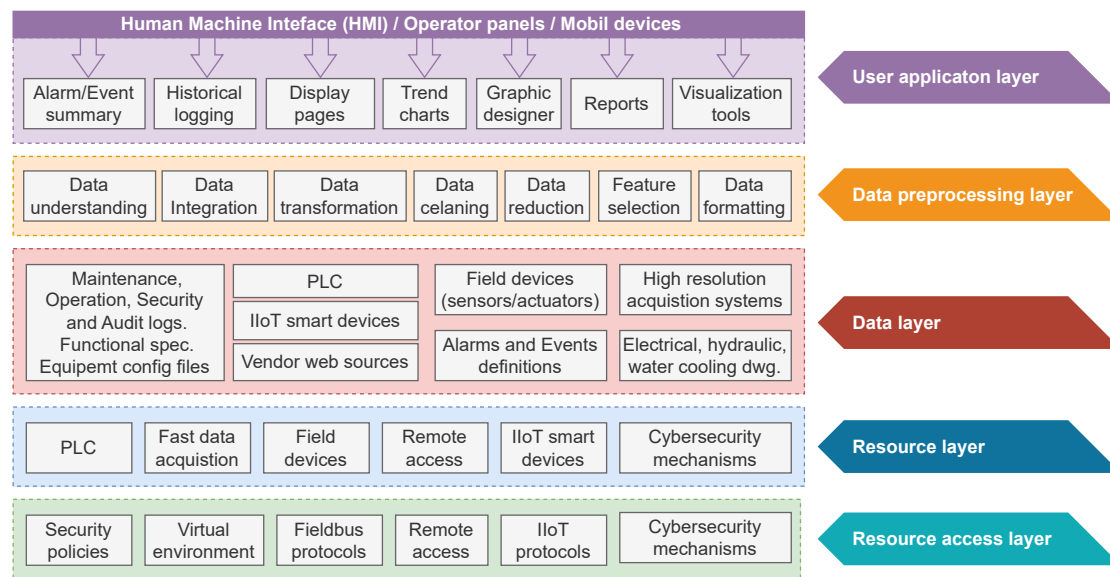 Human Machine Inteface (HMI) / Operator panels / Mobil devices
Alarm/Event
summary
Historical
logging
Display
pages
Trend
charts
Graphic
designer
Reports
Visualization
tools
User applicaton layer
Data
understanding
Data
Integration
Data
transformation
Data
celaning
Data
reduction
Feature
selection
Data
formatting
Data preprocessing layer
Maintenance,
Operation, Security
and Audit logs.
Functional spec.
Equipemt config files
PLC
IIoT smart devices
Vendor web sources
Field devices
(sensors/actuators)
Alarms and Events
definitions
High resolution
acquistion systems
Electrical, hydraulic,
water cooling dwg.
Data layer
PLC
Fast data
acquistion
Field
devices
Remote
access
IIoT smart
devices
Cybersecurity
mechanisms
Resource layer
Security
policies
Virtual
environment
Fieldbus
protocols
Remote
access
IIoT
protocols
Cybersecurity
mechanisms
Resource access layer